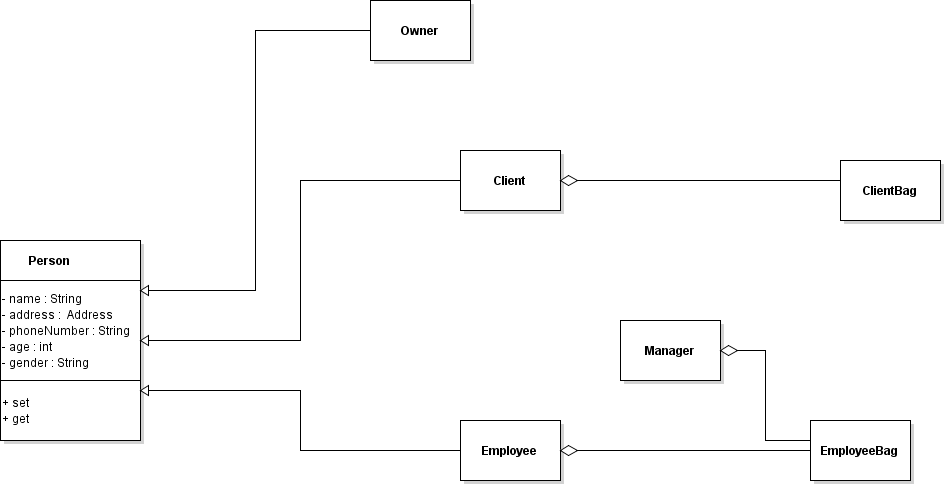 Owner
Client
ClientBag
Person
- name : String
- address :  Address
- phoneNumber : String
- age : int
- gender : String
+ set
+ get
Manager
Employee
EmployeeBag